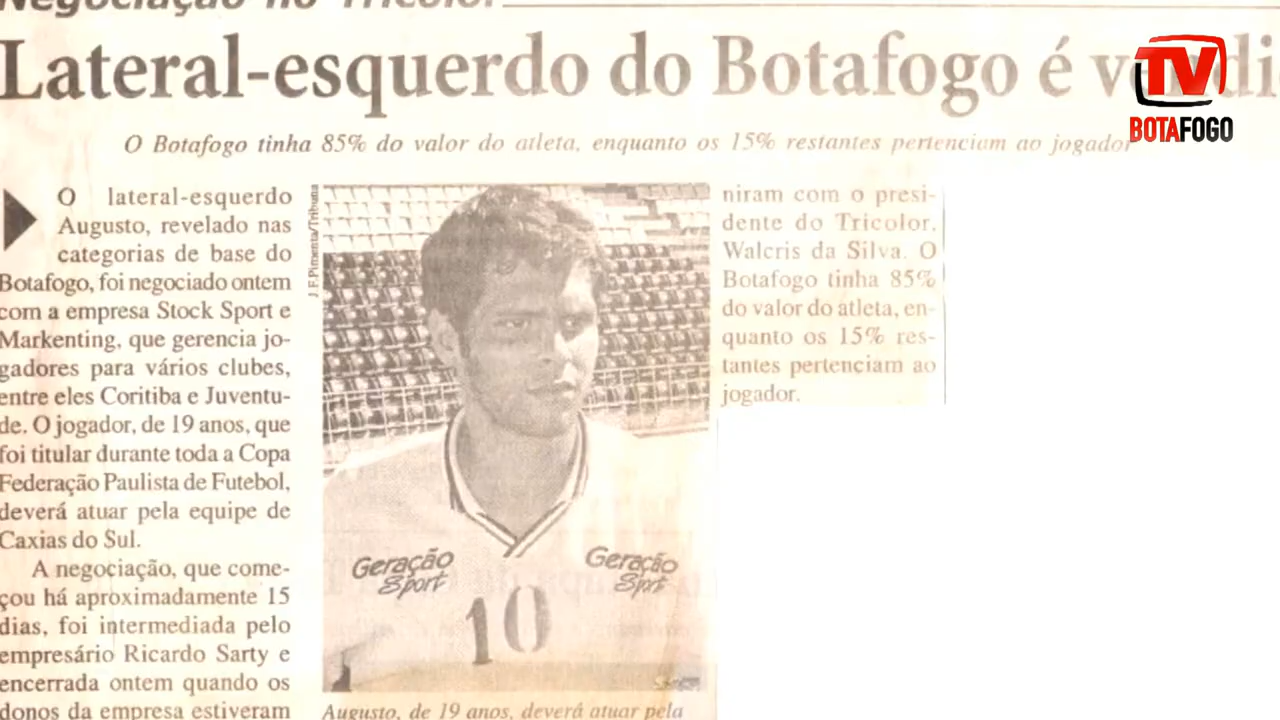 Negociação no Tricolor
Lateral-esquerdo do Botafogo é
TV
BOTAFOGO
O Botafogo tinha 85% do valor do atleta, enquanto os 15% restantes pertenciam ao jogador
O lateral-esquerdo
Augusto, revelado nas
categorias de base do
Botafogo, foi negociado ontem
com a empresa Stock Sport e
Markenting, que gerencia jo-
gadores para vários clubes,
entre eles Coritiba e Juventu-
de. O jogador, de 19 anos, que
foi titular durante toda a Copa
Federação Paulista de Futebol,
deverá atuar pela equipe de
Caxias do Sul.
A negociação, que come-
çou há aproximadamente 15
dias, foi intermediada pelo
empresário Ricardo Sarty e
encerrada ontem quando os
donos da empresa estiveram
J.F.Pimenta/Tribuna
Geração
Sport
Geração
Sport
10
Augusto, de 19 anos, deverá atuar pela
niram com o presi-
dente do Tricolor,
Walcris da Silva. O
Botafogo tinha 85%
do valor do atleta, en-
quanto os 15% res-
tantes pertenciam ao
jogador.